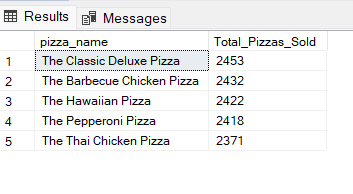 Results Messages
pizza_name Total_Pizzas_Sold
1 The Classic Deluxe Pizza 2453
2 The Barbecue Chicken Pizza 2432
3 The Hawaiian Pizza 2422
4 The Pepperoni Pizza 2418
5 The Thai Chicken Pizza 2371